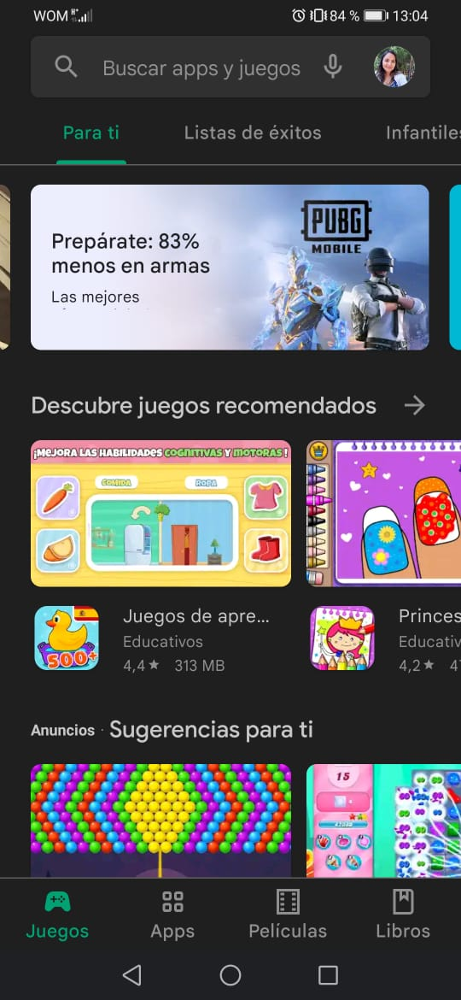 WOM H+ 84 % 13:04
Buscar apps y juegos
Para ti Listas de éxitos Infantiles
Prepárate: 83%
menos en armas
Las mejores
PUBG
MOBILE
Descubre juegos recomendados
¡MEJORA LAS HABILIDADES COGNITIVAS Y MOTORAS!
COMIDA ROPA
500+
Juegos de apre...
Educativos
4,4★ 313 MB
Princes
Educativ
4,2★ 4
Anuncios · Sugerencias para ti
15
Juegos Apps Películas Libros